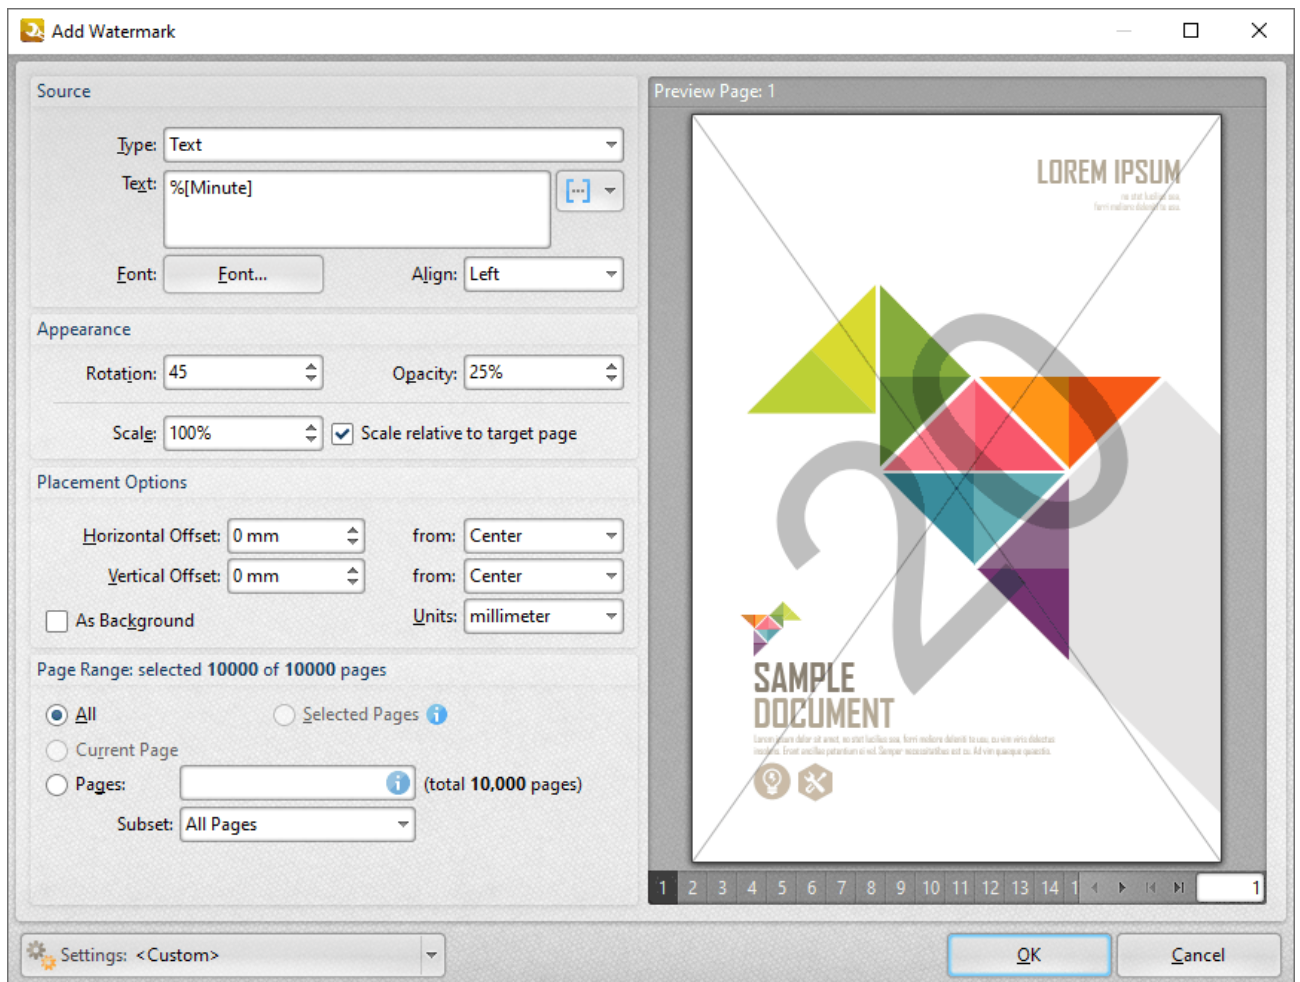 Add Watermark
Source
Type: Text
Text: %[Minute]
Font: Font... Align: Left
Appearance
Rotation: 45 Opacity: 25%
Scale: 100% Scale relative to target page
Placement Options
Horizontal Offset: 0 mm from: Center
Vertical Offset: 0 mm from: Center
As Background Units: millimeter
Page Range: selected 10000 of 10000 pages
All Selected Pages
Current Page
Pages: (total 10,000 pages)
Subset: All Pages
Settings: <Custom>
Preview Page: 1
LOREM IPSUM
20
SAMPLE
DOCUMENT
1 2 3 4 5 6 7 8 9 10 11 12 13 14 1 1
OK Cancel